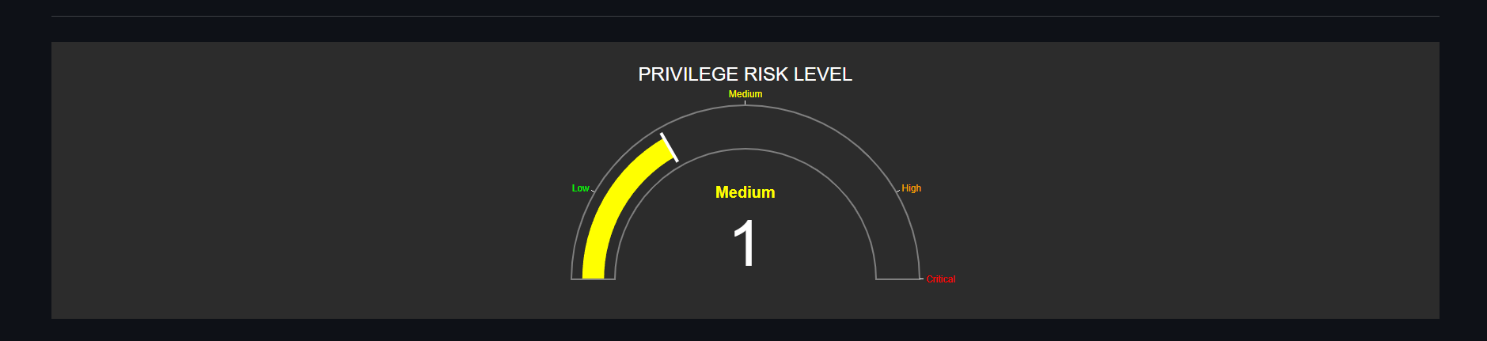 PRIVILEGE RISK LEVEL
Medium
Low
High
Medium
1
Critical